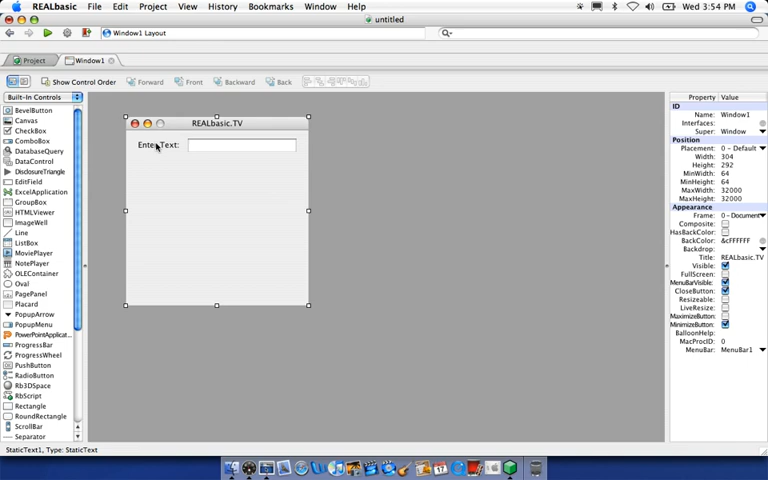 REALbasic File Edit Project View History Bookmarks Window Help Wed 3:54 PM
untitled
Window1 Layout
Project Window1
Show Control Order Forward Front Backward Back
Built-In Controls
BevelButton
Canvas
CheckBox
ComboBox
DatabaseQuery
DataControl
DisclosureTriangle
EditField
ExcelApplication
GroupBox
HTMLViewer
ImageWell
Line
ListBox
MoviePlayer
NotePlayer
OLEContainer
Oval
PagePanel
Placard
PopupArrow
PopupMenu
PowerPointApplicat...
ProgressBar
ProgressWheel
PushButton
RadioButton
Rb3DSpace
RbScript
Rectangle
RoundRectangle
ScrollBar
Separator
REALbasic.TV
Enter Text:
Property Value
ID
Name: Window1
Interfaces:
Super: Window
Position
Placement: 0 - Default
Width: 304
Height: 292
MinWidth: 64
MinHeight: 64
MaxWidth: 32000
MaxHeight: 32000
Appearance
Frame: 0 - Document
Composite:
HasBackColor:
BackColor: &cFFFFFF
Backdrop:
Title: REALbasic.TV
Visible:
FullScreen:
MenuBarVisible:
CloseButton:
Resizeable:
LiveResize:
MaximizeButton:
MinimizeButton:
BalloonHelp:
MacProcID: 0
MenuBar: MenuBar1
StaticText1, Type: StaticText
17